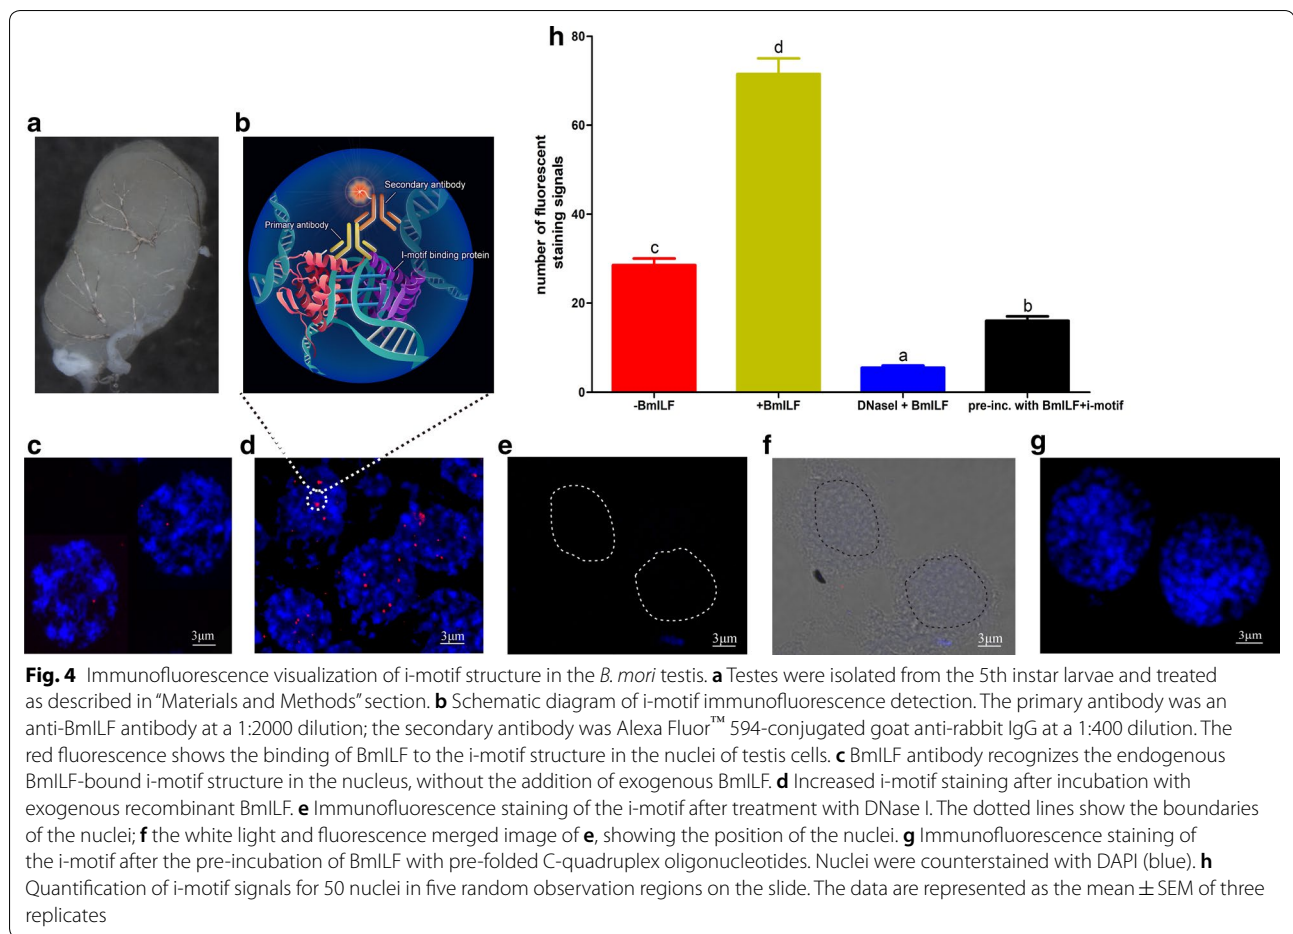 a
b
Secondary antibody
Primary antibody
I-motif binding protein
h
number of fluorescent
staining signals
80
60
40
20
0
c
d
a
b
-BmILF
+BmILF
DNaseI + BmILF
pre-inc. with BmILF+i-motif
c
3μm
d
3μm
e
3μm
f
3μm
g
3μm
Fig. 4 Immunofluorescence visualization of i-motif structure in the B. mori testis. a Testes were isolated from the 5th instar larvae and treated
as described in “Materials and Methods” section. b Schematic diagram of i-motif immunofluorescence detection. The primary antibody was an
anti-BmILF antibody at a 1:2000 dilution; the secondary antibody was Alexa Fluor™ 594-conjugated goat anti-rabbit IgG at a 1:400 dilution. The
red fluorescence shows the binding of BmILF to the i-motif structure in the nuclei of testis cells. c BmILF antibody recognizes the endogenous
BmILF-bound i-motif structure in the nucleus, without the addition of exogenous BmILF. d Increased i-motif staining after incubation with
exogenous recombinant BmILF. e Immunofluorescence staining of the i-motif after treatment with DNase I. The dotted lines show the boundaries
of the nuclei; f the white light and fluorescence merged image of e, showing the position of the nuclei. g Immunofluorescence staining of
the i-motif after the pre-incubation of BmILF with pre-folded C-quadruplex oligonucleotides. Nuclei were counterstained with DAPI (blue). h
Quantification of i-motif signals for 50 nuclei in five random observation regions on the slide. The data are represented as the mean ± SEM of three
replicates